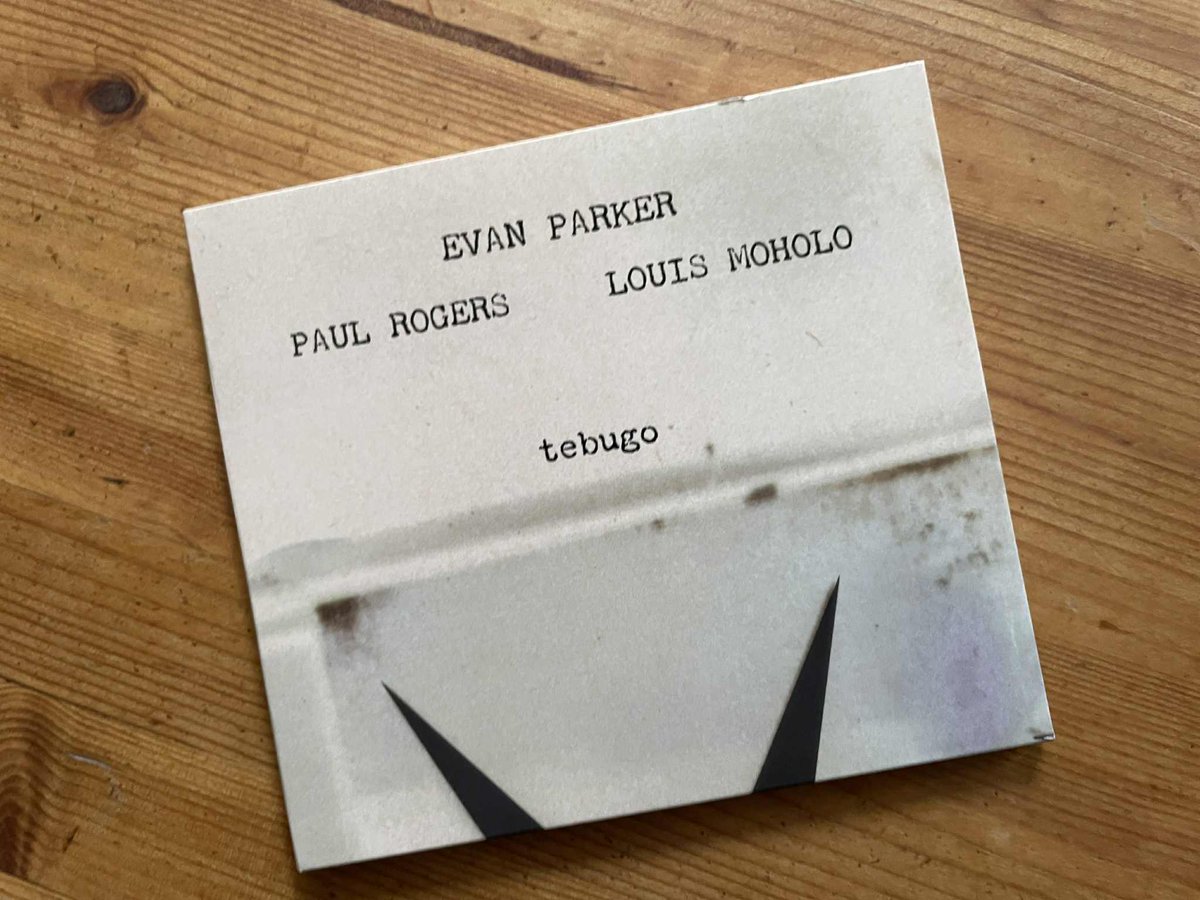 EVAN PARKER
PAUL ROGERS
LOUIS MOHOLO
tebugo